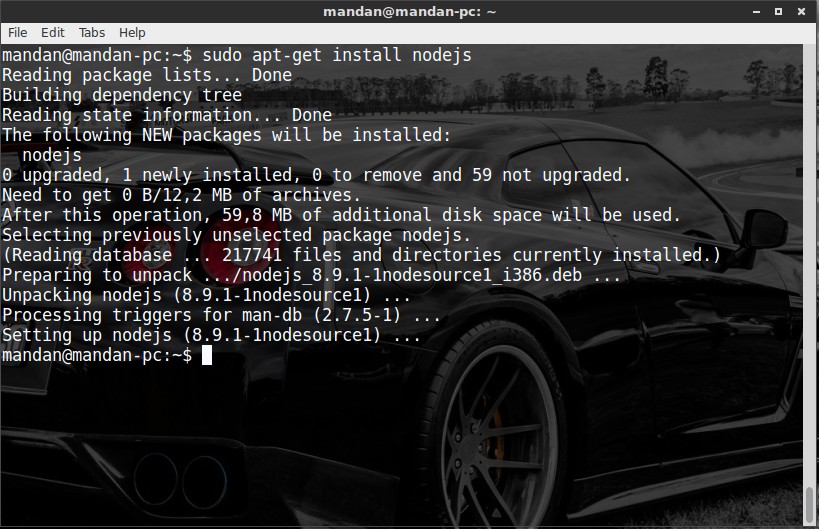 mandan@mandan-pc: ~
File Edit Tabs Help
mandan@mandan-pc:~$ sudo apt-get install nodejs
Reading package lists... Done
Building dependency tree
Reading state information... Done
The following NEW packages will be installed:
  nodejs
0 upgraded, 1 newly installed, 0 to remove and 59 not upgraded.
Need to get 0 B/12,2 MB of archives.
After this operation, 59,8 MB of additional disk space will be used.
Selecting previously unselected package nodejs.
(Reading database ... 217741 files and directories currently installed.)
Preparing to unpack .../nodejs_8.9.1-1nodesource1_i386.deb ...
Unpacking nodejs (8.9.1-1nodesource1) ...
Processing triggers for man-db (2.7.5-1) ...
Setting up nodejs (8.9.1-1nodesource1) ...
mandan@mandan-pc:~$